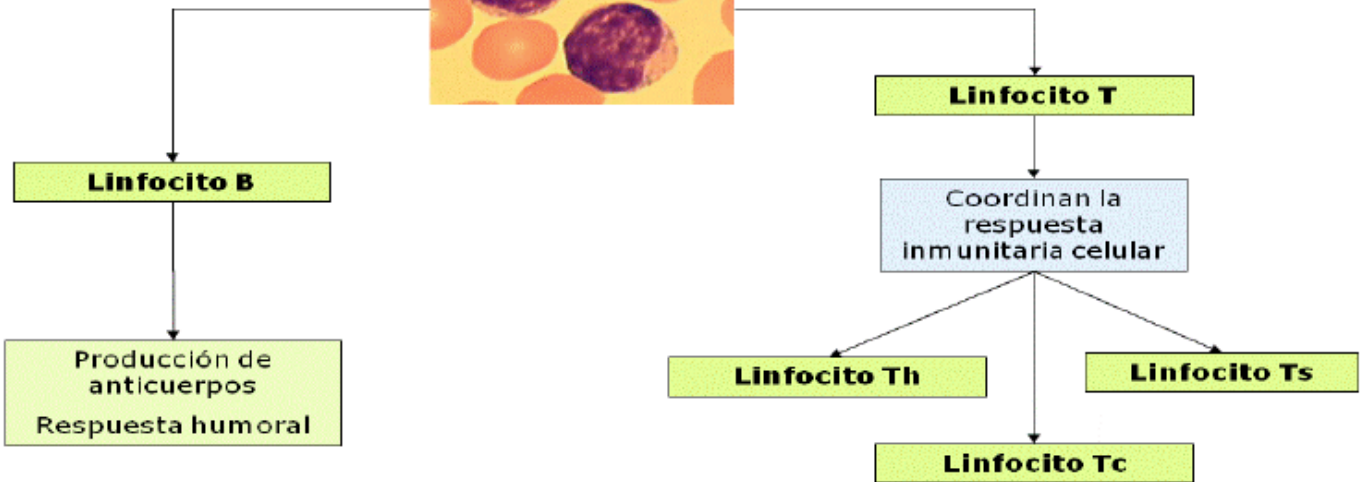 Linfocito T
Linfocito B
Coordinan la
respuesta
inmunitaria celular
Producción de
anticuerpos
Respuesta humoral
Linfocito Th
Linfocito Ts
Linfocito Tc